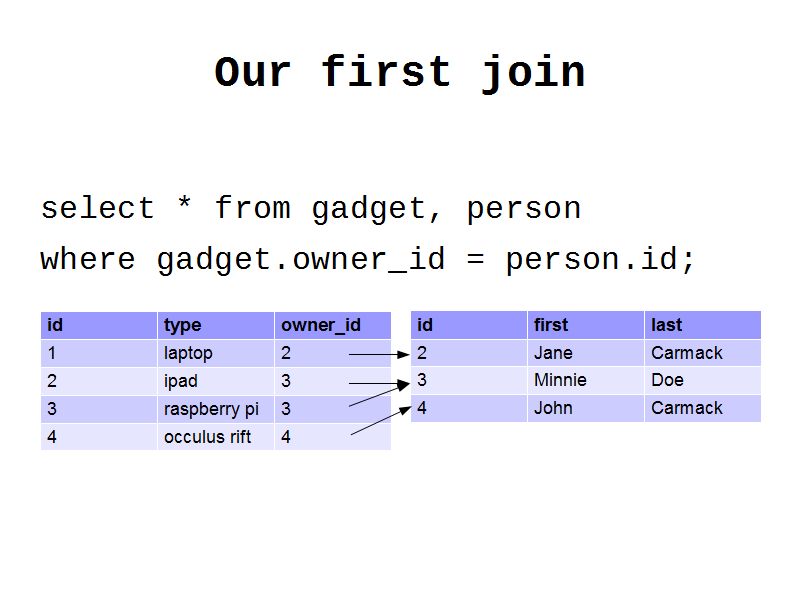 Our first join
select * from gadget, person
where gadget.owner_id = person.id;
id type owner_id id first last
1 laptop 2 2 Jane Carmack
2 ipad 3 3 Minnie Doe
3 raspberry pi 3 4 John Carmack
4 occulus rift 4